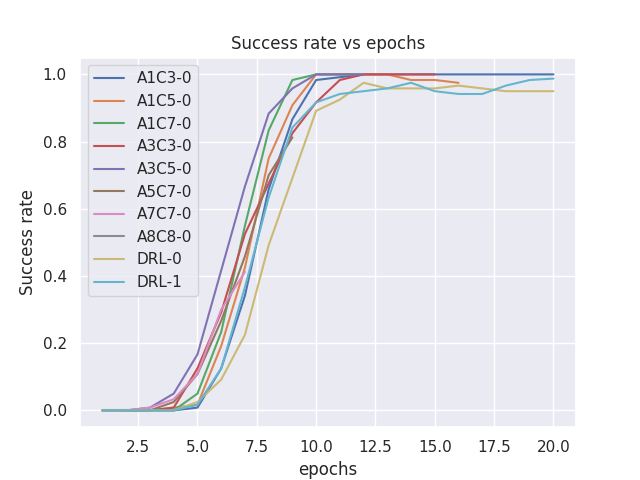 Success rate vs epochs
1.0
0.8
0.6
0.4
0.2
0.0
Success rate
A1C3-0
A1C5-0
A1C7-0
A3C3-0
A3C5-0
A5C7-0
A7C7-0
A8C8-0
DRL-0
DRL-1
2.5 5.0 7.5 10.0 12.5 15.0 17.5 20.0
epochs